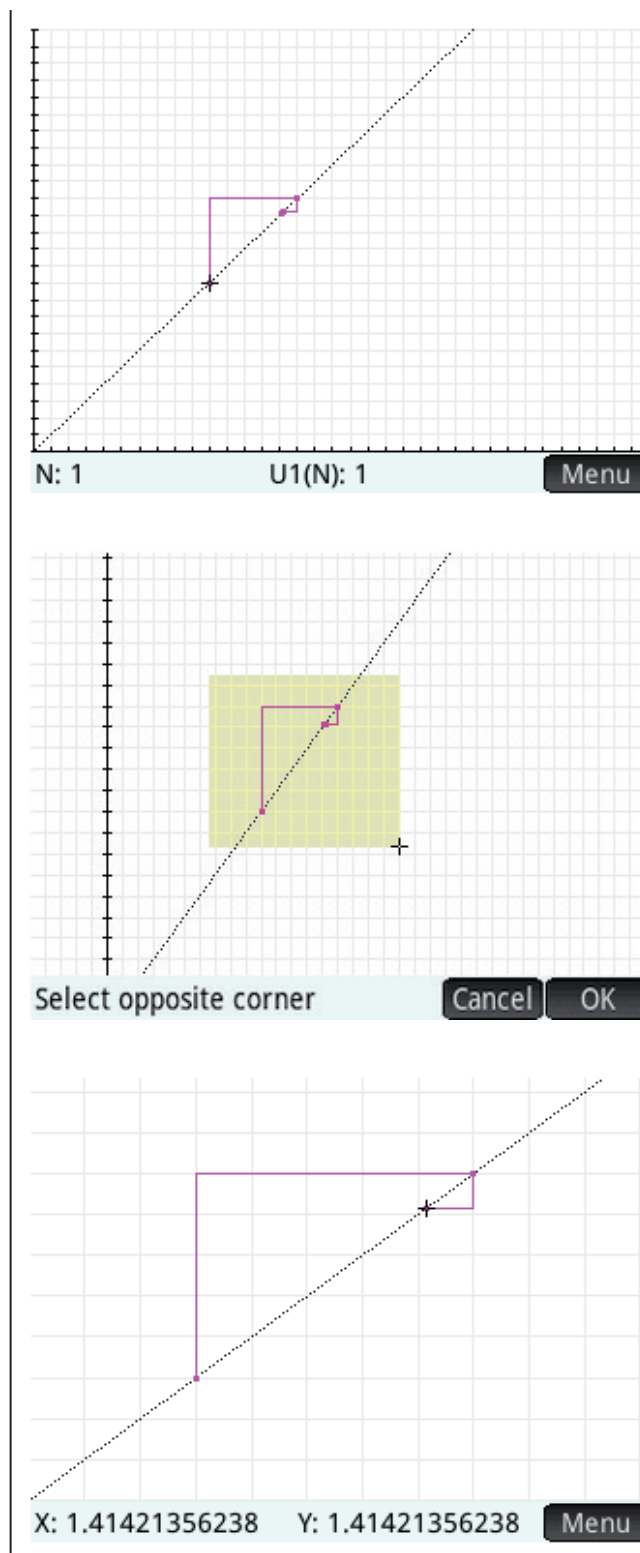 N: 1 U1(N): 1 Menu
Select opposite corner Cancel OK
X: 1.41421356238 Y: 1.41421356238 Menu